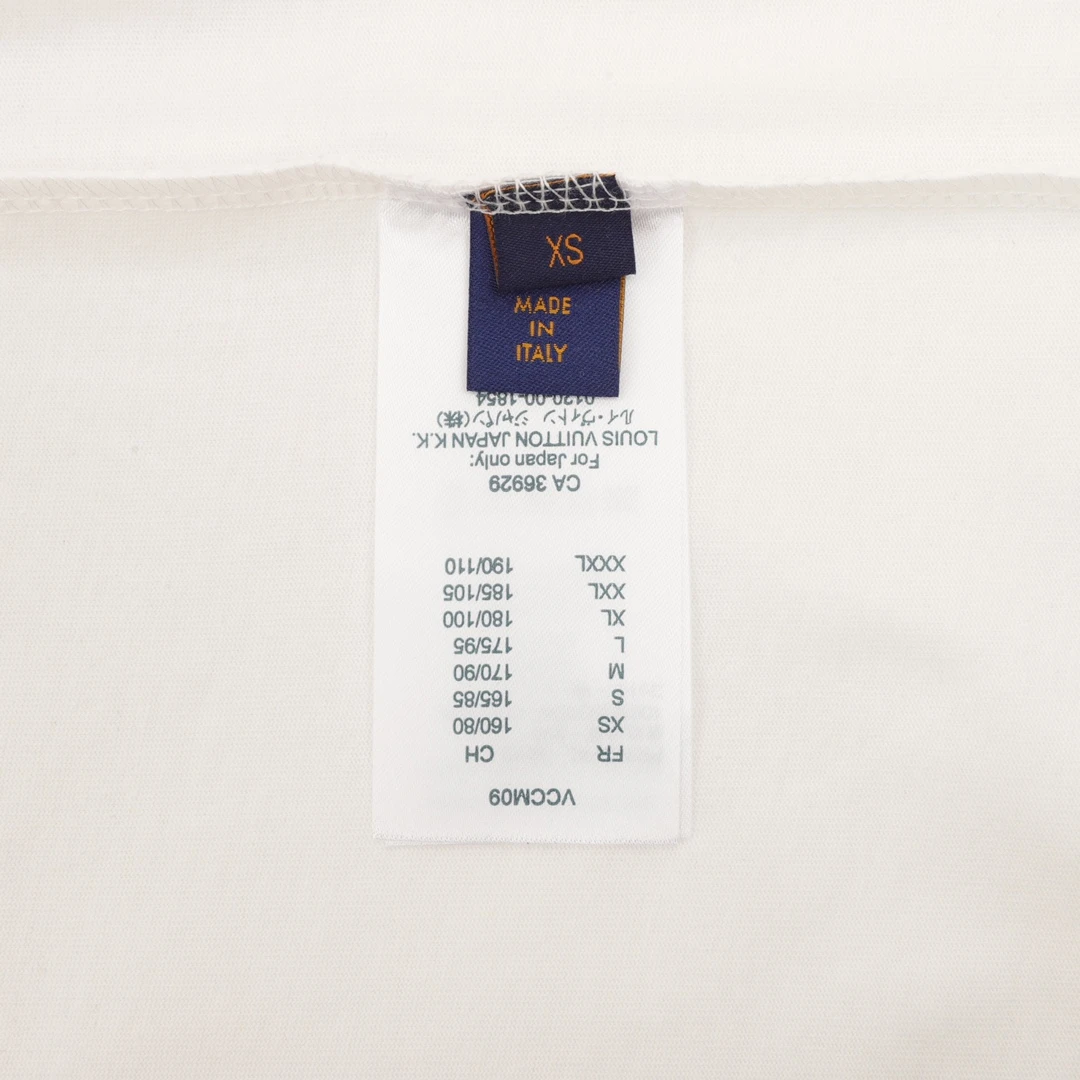 XS
MADE
IN
ITALY
VCCM09
FR CH
XS 160/80
S 165/85
M 170/90
L 175/95
XL 180/100
XXL 185/105
XXXL 190/110
CA 36929
For Japan only:
LOUIS VUITTON JAPAN K.K.
ルイ・ヴィトン ジャパン(株)
0120-00-1854